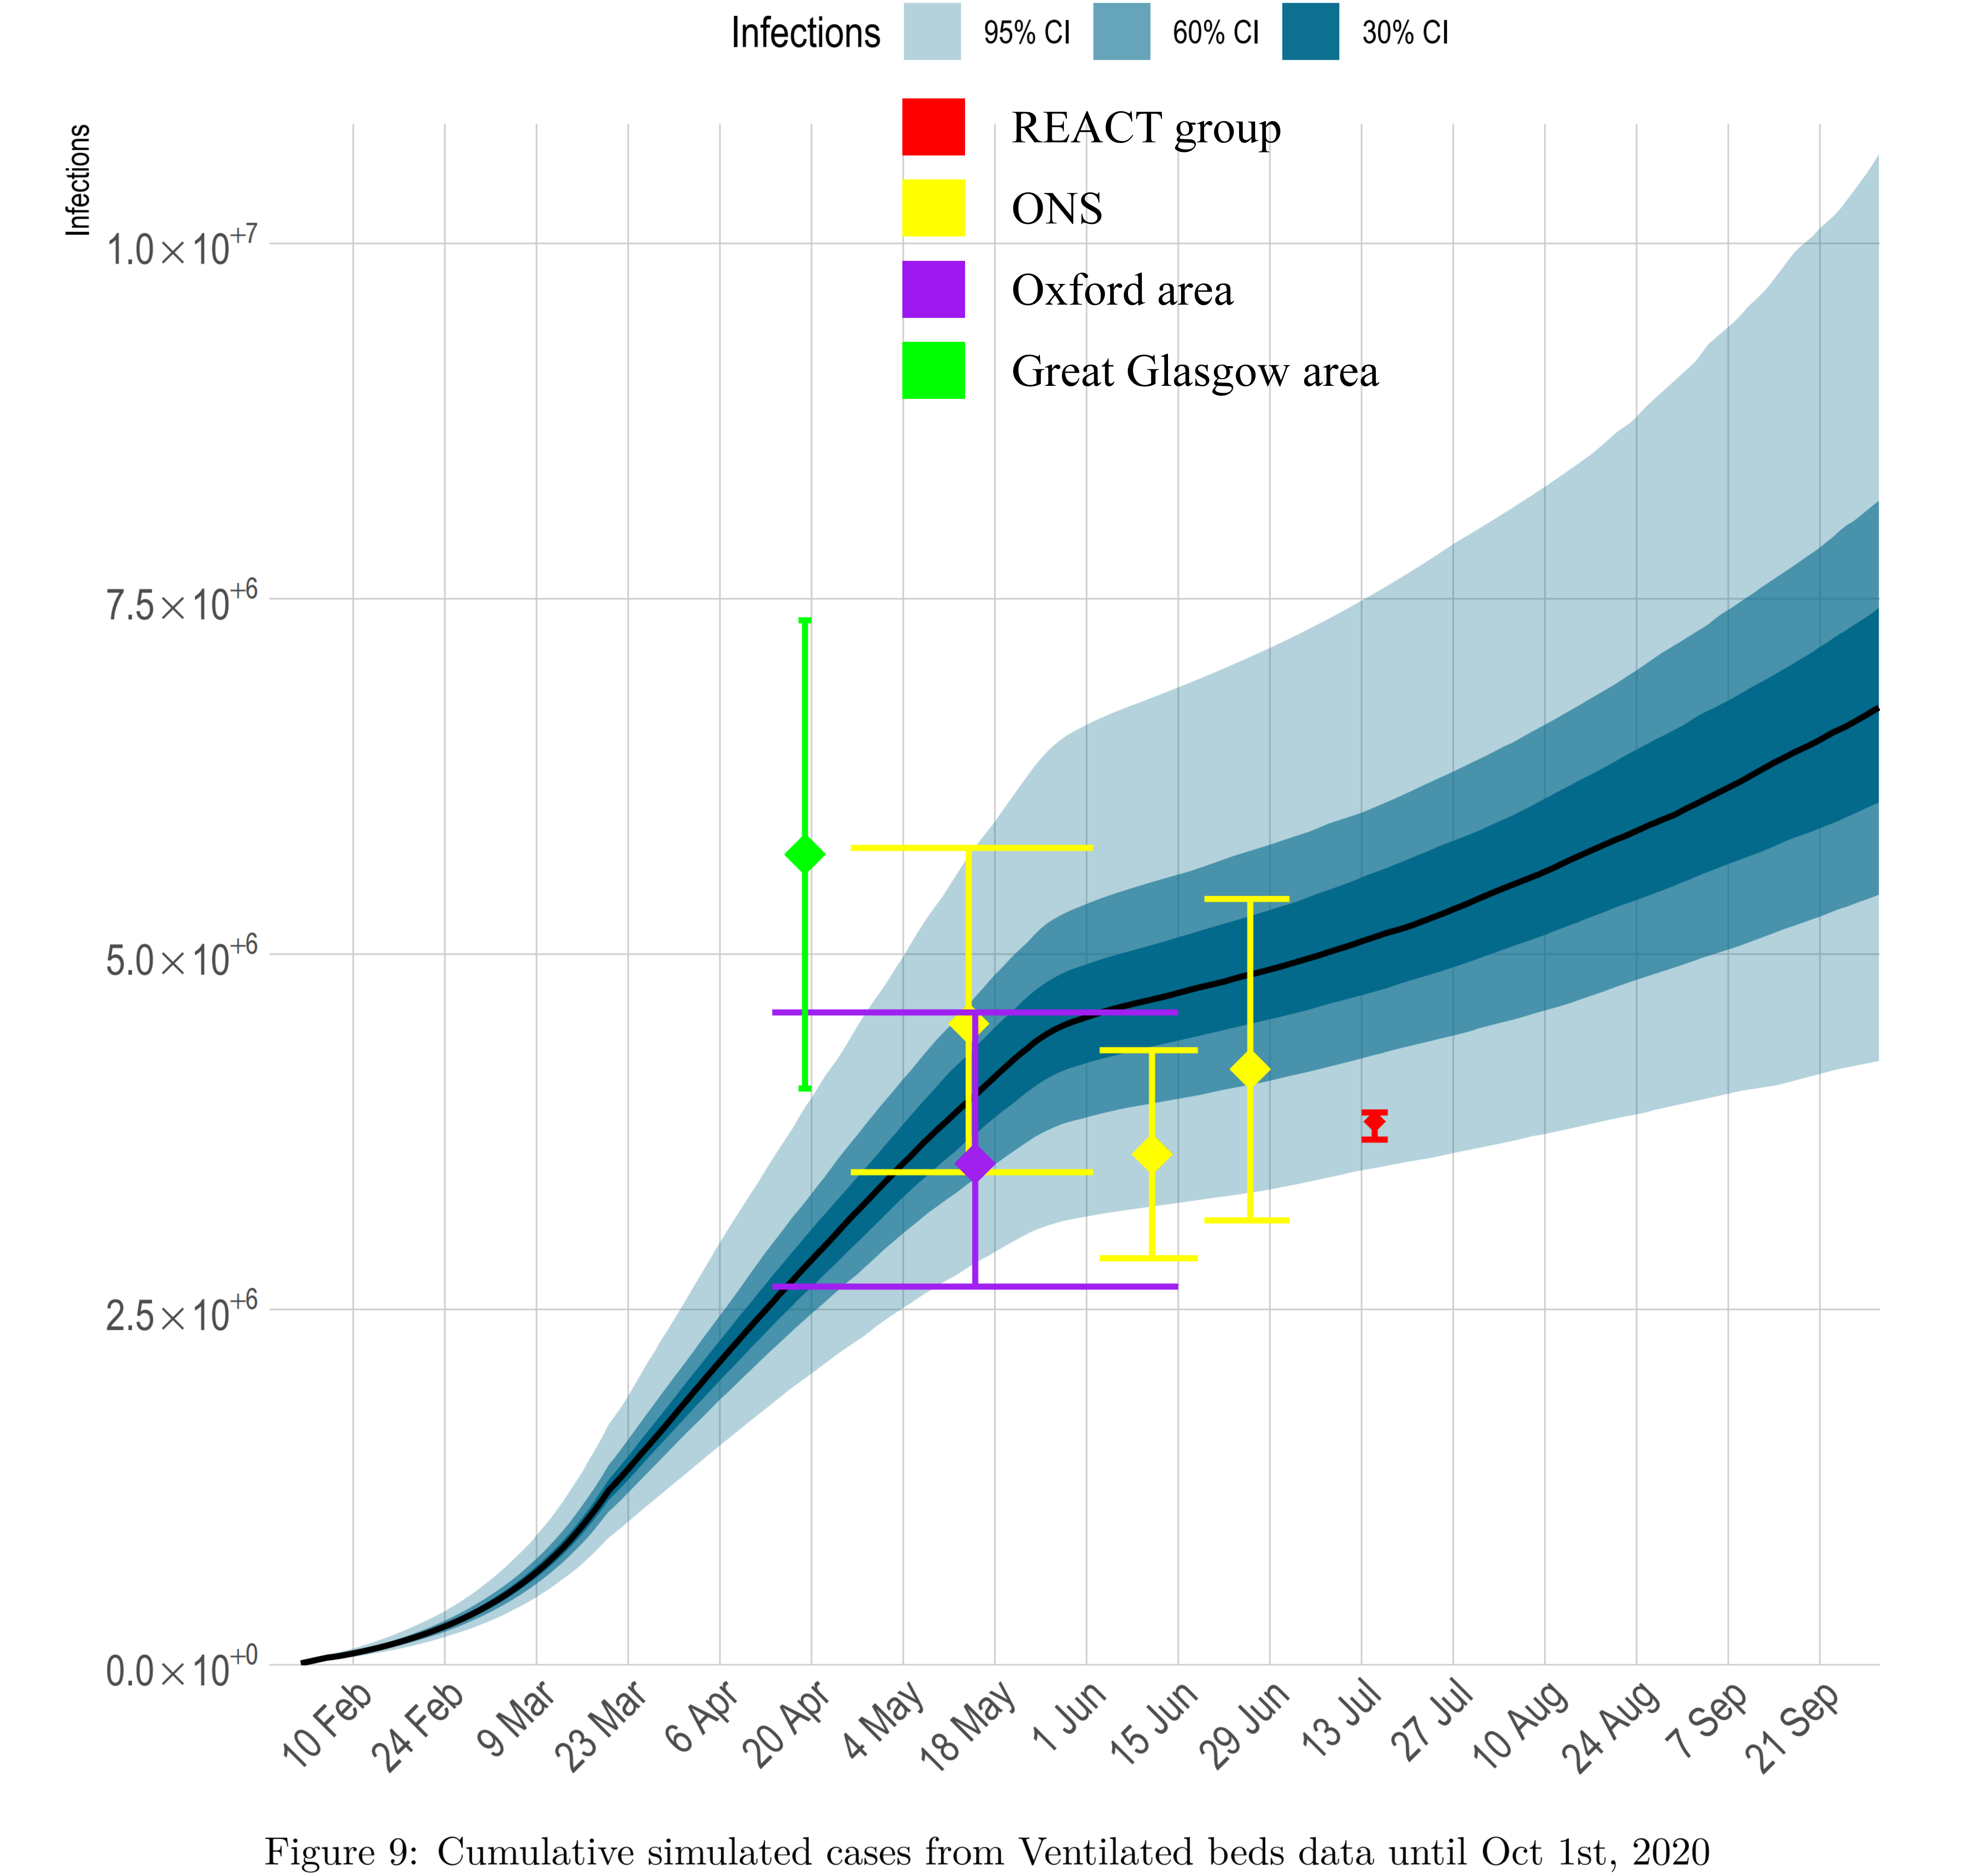 Infections 95% CI 60% CI 30% CI
REACT group
ONS
Oxford area
Great Glasgow area
Infections
1.0×10+7
7.5×10+6
5.0×10+6
2.5×10+6
0.0×10+0
10 Feb 24 Feb 9 Mar 23 Mar 6 Apr 20 Apr 4 May 18 May 1 Jun 15 Jun 29 Jun 13 Jul 27 Jul 10 Aug 24 Aug 7 Sep 21 Sep
Figure 9: Cumulative simulated cases from Ventilated beds data until Oct 1st, 2020